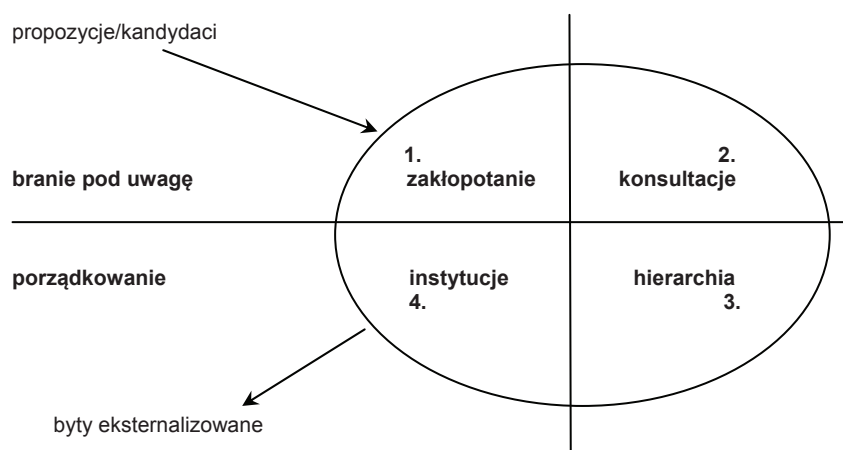 propozycje/kandydaci
1.
2.
branie pod uwagę
zakłopotanie
konsultacje
porządkowanie
instytucje
hierarchia
4.
3.
byty eksternalizowane